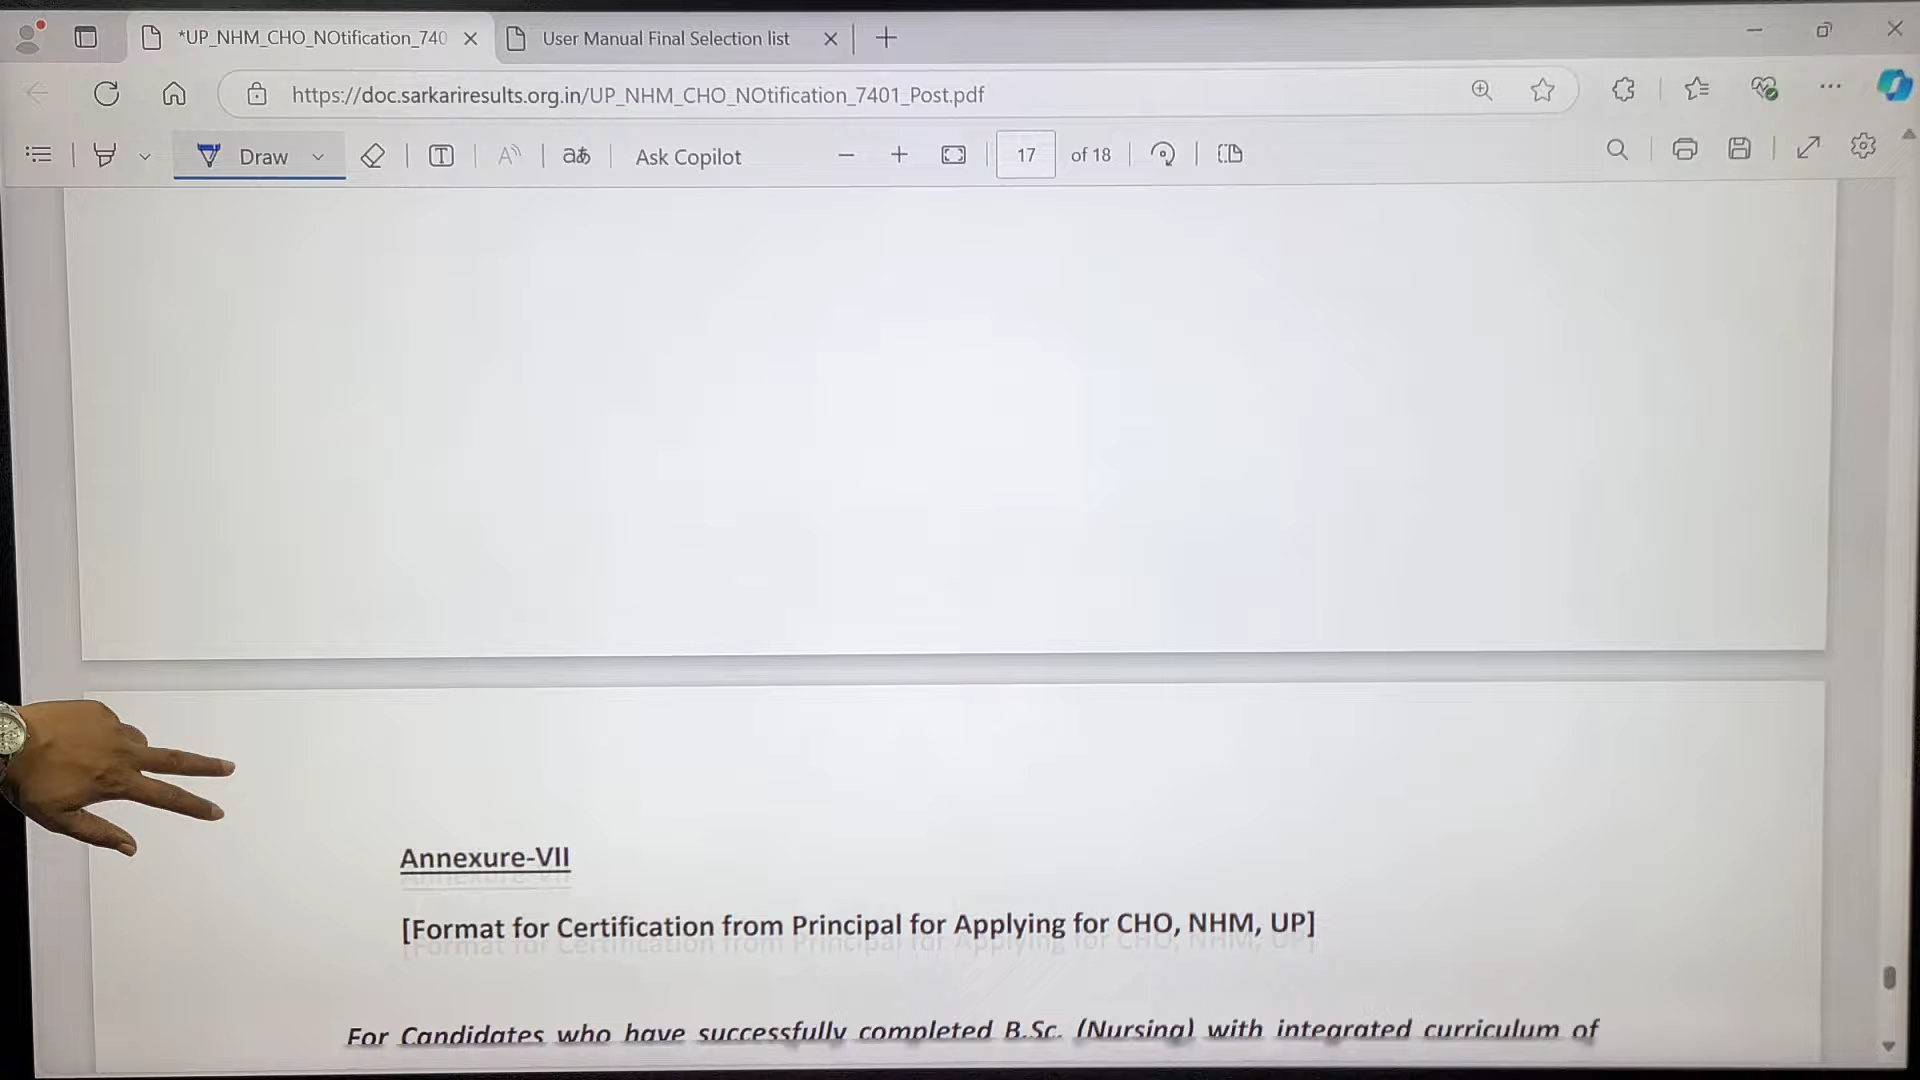 *UP_NHM_CHO_NOtification_740
User Manual Final Selection list
https://doc.sarkariresults.org.in/UP_NHM_CHO_NOtification_7401_Post.pdf
Draw
aあ
Ask Copilot
17 of 18
Annexure-VII
[Format for Certification from Principal for Applying for CHO, NHM, UP]
For Candidates who have successfully completed B.Sc. (Nursing) with integrated curriculum of